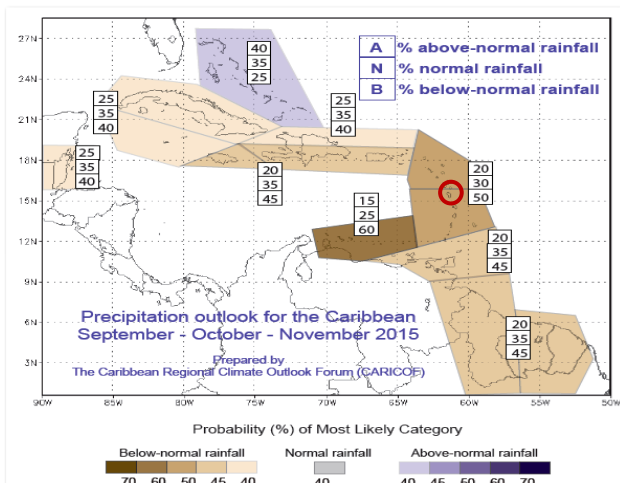 27N
24N
21N
18N
15N
12N
9N
6N
3N
90W
85W
80W
75W
70W
65W
60W
55W
50W
A % above-normal rainfall
N % normal rainfall
B % below-normal rainfall
40
35
25
25
35
40
25
35
40
25
35
40
20
35
45
20
30
50
15
25
60
20
35
45
20
35
45
Precipitation outlook for the Caribbean
September - October - November 2015
Prepared by
The Caribbean Regional Climate Outlook Forum (CARICOF)
Probability (%) of Most Likely Category
Below-normal rainfall
Normal rainfall
Above-normal rainfall
70 60 50 45 40
40
40 45 50 60 70